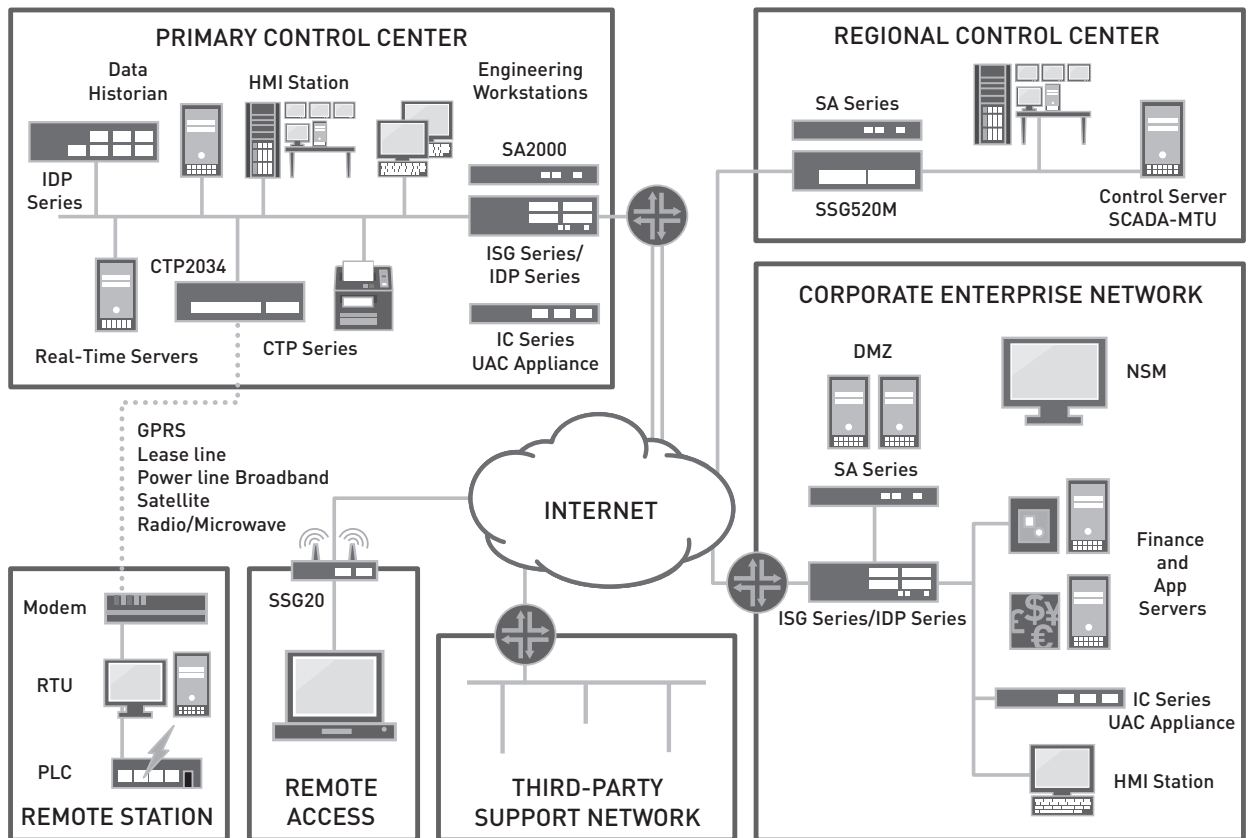 PRIMARY CONTROL CENTER
Data
Historian
HMI Station
Engineering
Workstations
SA2000
IDP
Series
ISG Series/
IDP Series
CTP2034
Real-Time Servers
CTP Series
IC Series
UAC Appliance
REGIONAL CONTROL CENTER
SA Series
SSG520M
Control Server
SCADA-MTU
CORPORATE ENTERPRISE NETWORK
DMZ
NSM
SA Series
ISG Series/IDP Series
Finance
and
App
Servers
£$¥€
IC Series
UAC Appliance
HMI Station
GPRS
Lease line
Power line Broadband
Satellite
Radio/Microwave
INTERNET
Modem
RTU
PLC
REMOTE STATION
SSG20
REMOTE
ACCESS
THIRD-PARTY
SUPPORT NETWORK